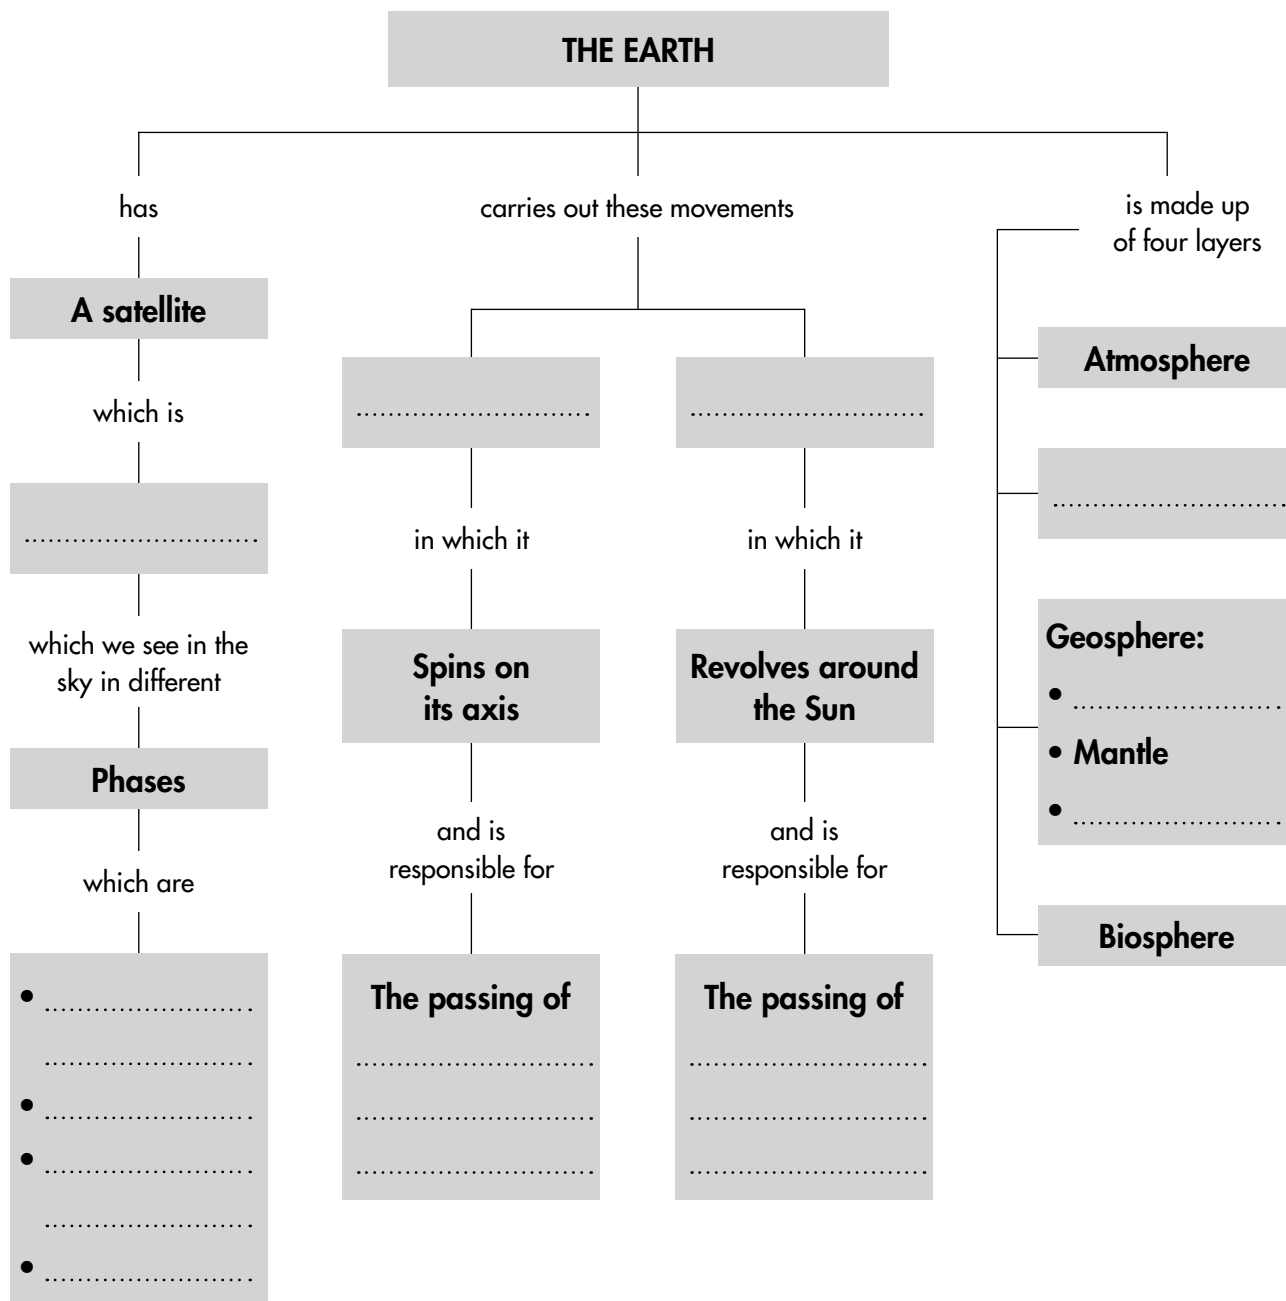 THE EARTH
has
carries out these movements
is made up
of four layers
A satellite
Atmosphere
which is
in which it
in which it
which we see in the
sky in different
Spins on
its axis
Revolves around
the Sun
Geosphere:
• 
• Mantle
• 
Phases
and is
responsible for
and is
responsible for
which are
Biosphere
The passing of
The passing of